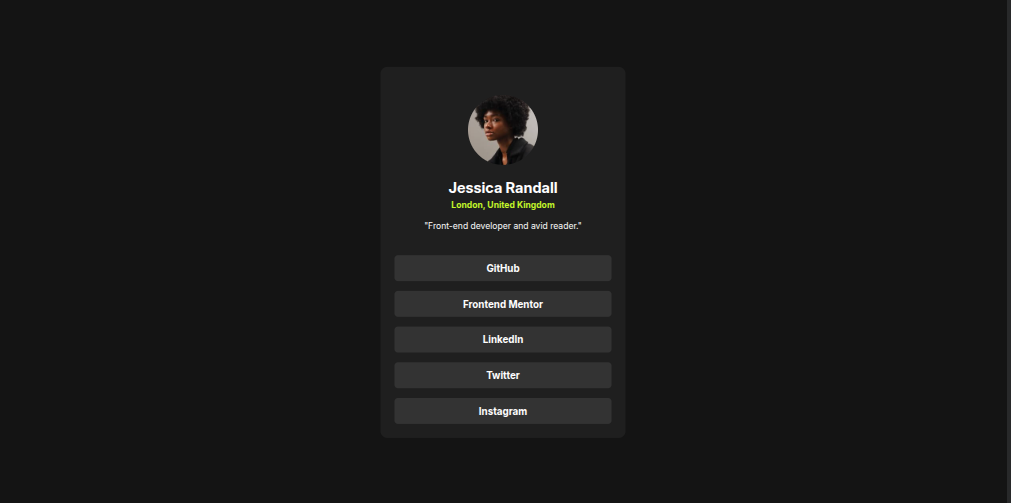 Jessica Randall
London, United Kingdom
"Front-end developer and avid reader."
GitHub
Frontend Mentor
LinkedIn
Twitter
Instagram